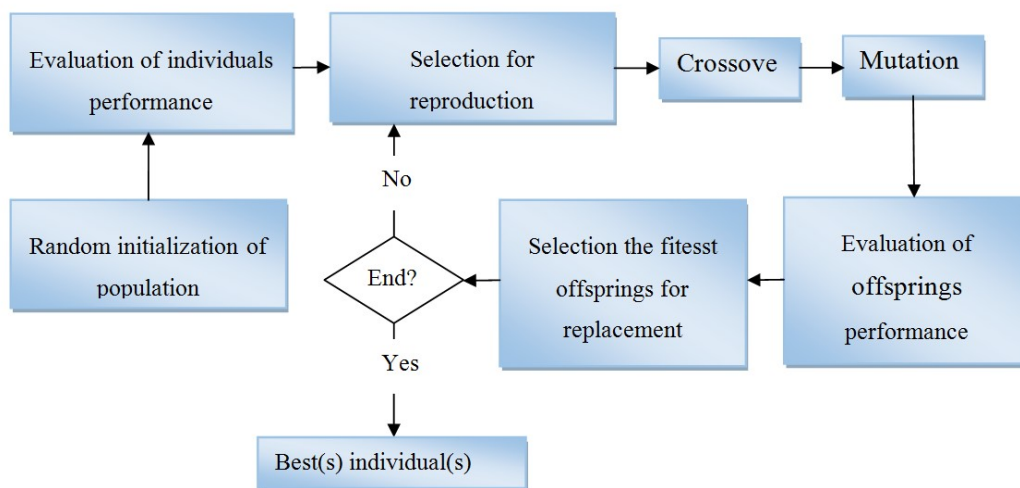 Evaluation of individuals
performance
Selection for
reproduction
Crossove
Mutation
No
Random initialization of
population
End?
Selection the fitesst
offsprings for
replacement
Evaluation of
offsprings
performance
Yes
Best(s) individual(s)